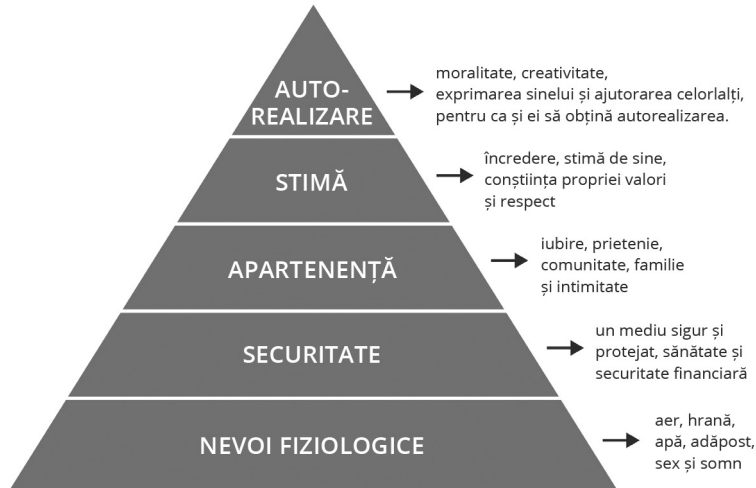 AUTO-
REALIZARE
moralitate, creativitate,
exprimarea sinelui și ajutorarea celorlalți,
pentru ca și ei să obțină autorealizarea.
STIMĂ
încredere, stimă de sine,
conștiința propriei valori
și respect
APARTENENȚĂ
iubire, prietenie,
comunitate, familie
și intimitate
SECURITATE
un mediu sigur și
protejat, sănătate și
securitate financiară
NEVOI FIZIOLOGICE
aer, hrană,
apă, adăpost,
sex și somn